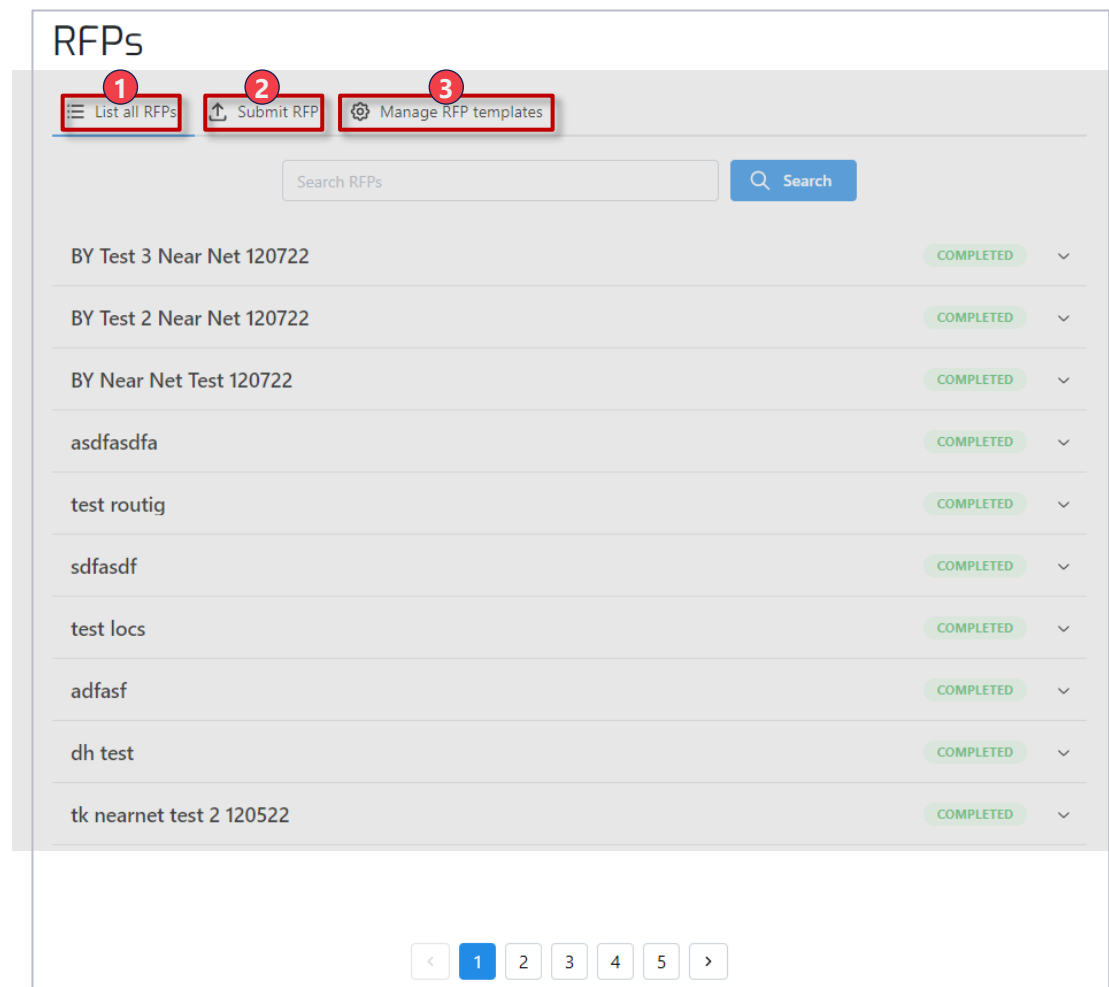 RFPs
1 2 3
List all RFPs Submit RFP Manage RFP templates
Search RFPs Search
BY Test 3 Near Net 120722 COMPLETED
BY Test 2 Near Net 120722 COMPLETED
BY Near Net Test 120722 COMPLETED
asdfasdfa COMPLETED
test routig COMPLETED
sdfasdf COMPLETED
test locs COMPLETED
adfasf COMPLETED
dh test COMPLETED
tk nearnet test 2 120522 COMPLETED
< 1 2 3 4 5 >